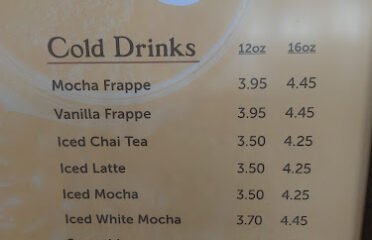 Cold Drinks 12oz 16oz
Mocha Frappe 3.95 4.45
Vanilla Frappe 3.95 4.45
Iced Chai Tea 3.50 4.25
Iced Latte 3.50 4.25
Iced Mocha 3.50 4.25
Iced White Mocha 3.70 4.45